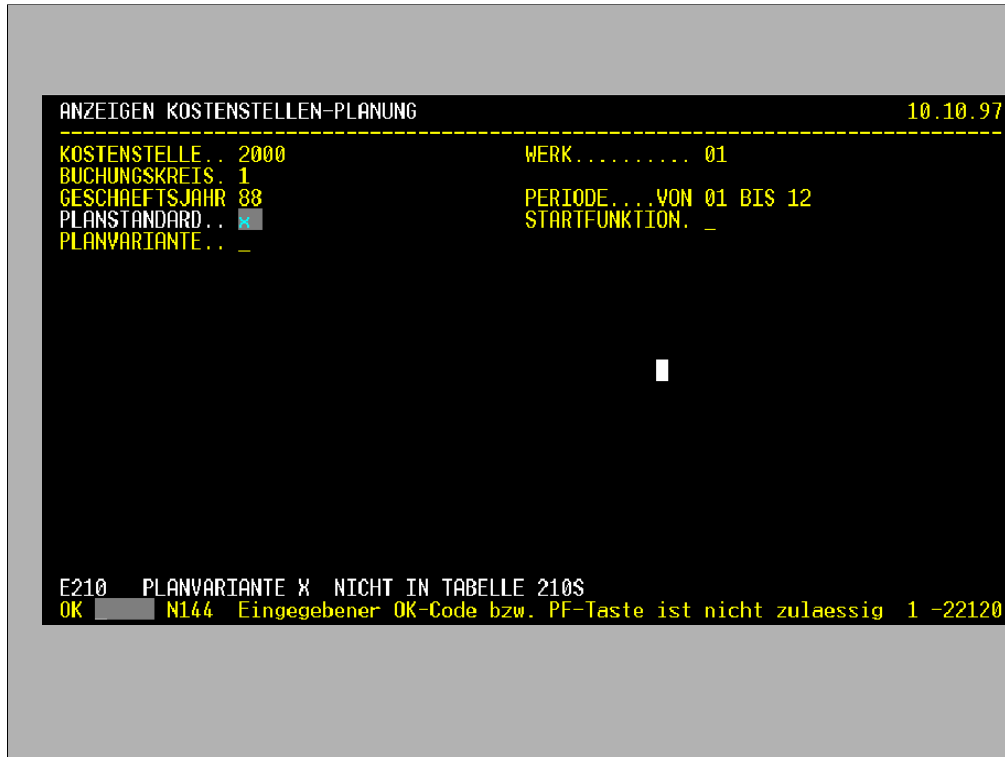 ANZEIGEN KOSTENSTELLEN-PLANUNG 10.10.97
-------------------------------------------------------------------------------
KOSTENSTELLE.. 2000 WERK.......... 01
BUCHUNGSKREIS. 1
GESCHAEFTSJAHR 88 PERIODE....VON 01 BIS 12
PLANSTANDARD.. x STARTFUNKTION. _
PLANVARIANTE.. _
E210 PLANVARIANTE X NICHT IN TABELLE 210S
OK _ N144 Eingegebener OK-Code bzw. PF-Taste ist nicht zulaessig 1 -22120